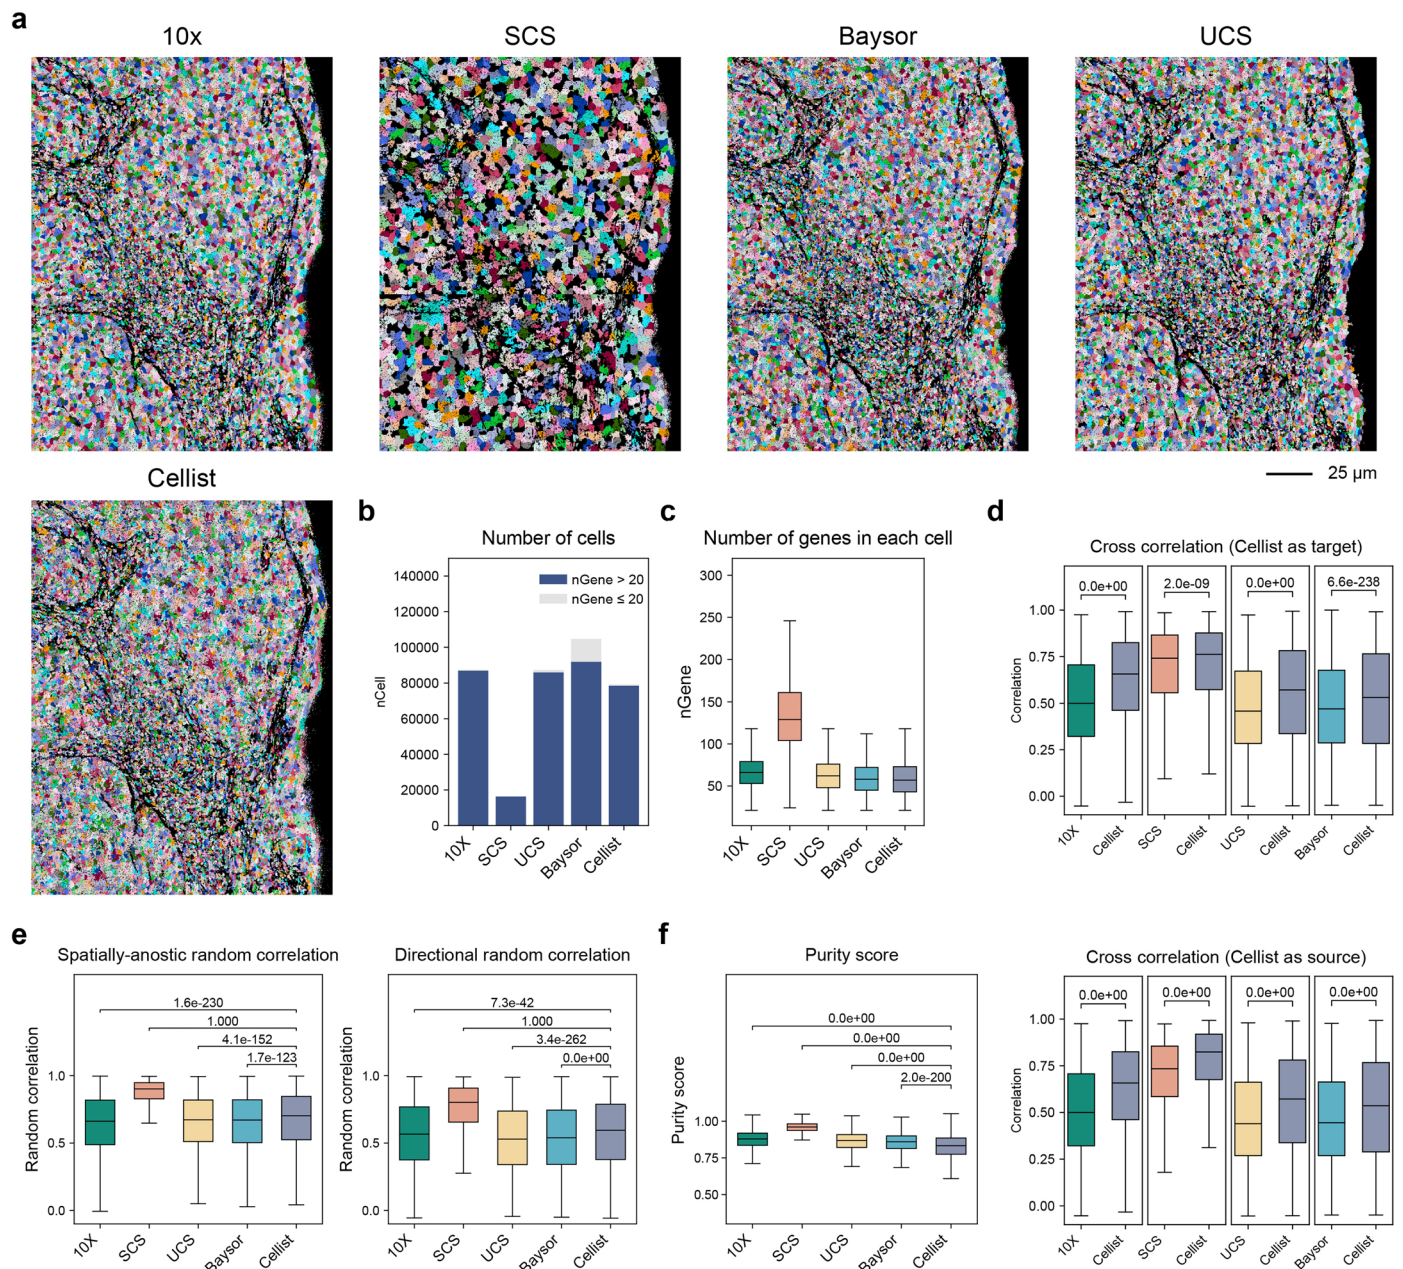 a
10x
SCS
Baysor
UCS
25 μm
Cellist
b
Number of cells
nGene > 20
nGene ≤ 20
nCell
140000
120000
100000
80000
60000
40000
20000
0
10X
SCS
UCS
Baysor
Cellist
c
Number of genes in each cell
nGene
300
250
200
150
100
50
10X
SCS
UCS
Baysor
Cellist
d
Cross correlation (Cellist as target)
0.0e+00
2.0e-09
0.0e+00
6.6e-238
Correlation
1.00
0.75
0.50
0.25
0.00
10X
Cellist
SCS
Cellist
UCS
Cellist
Baysor
Cellist
e
Spatially-anostic random correlation
1.6e-230
1.000
4.1e-152
1.7e-123
Random correlation
1.0
0.5
0.0
10X
SCS
UCS
Baysor
Cellist
Directional random correlation
7.3e-42
1.000
3.4e-262
0.0e+00
Random correlation
1.0
0.5
0.0
10X
SCS
UCS
Baysor
Cellist
f
Purity score
0.0e+00
0.0e+00
0.0e+00
2.0e-200
Purity score
1.00
0.75
0.50
10X
SCS
UCS
Baysor
Cellist
Cross correlation (Cellist as source)
0.0e+00
0.0e+00
0.0e+00
0.0e+00
Correlation
1.00
0.75
0.50
0.25
0.00
10X
Cellist
SCS
Cellist
UCS
Cellist
Baysor
Cellist